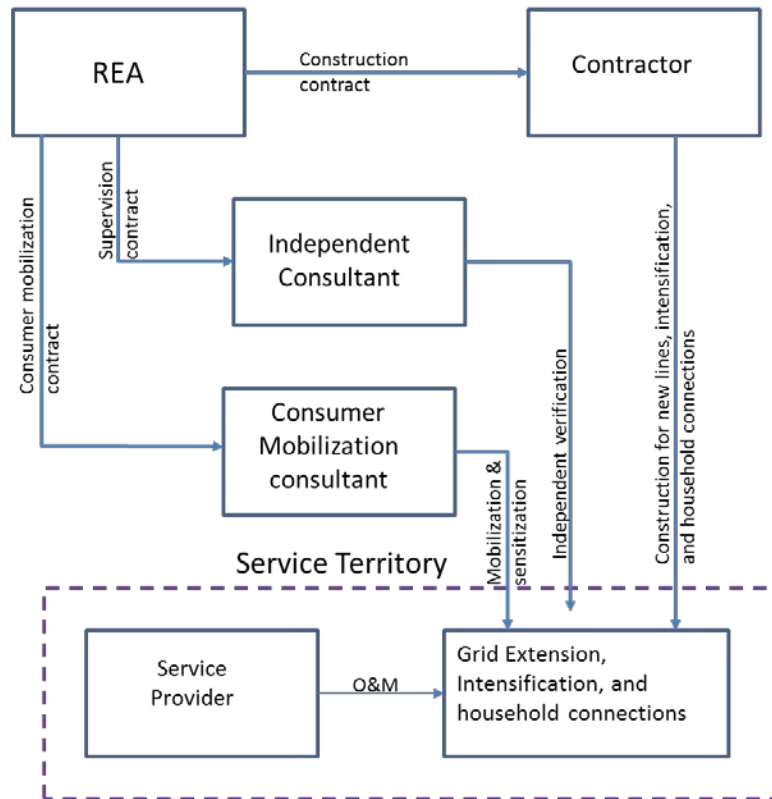 REA
Construction
contract
Contractor
Consumer mobilization
contract
Supervision
contract
Independent
Consultant
Consumer
Mobilization
consultant
Mobilization &
sensitization
Independent verification
Construction for new lines, intensification,
and household connections
Service Territory
Service
Provider
O&M
Grid Extension,
Intensification, and
household connections